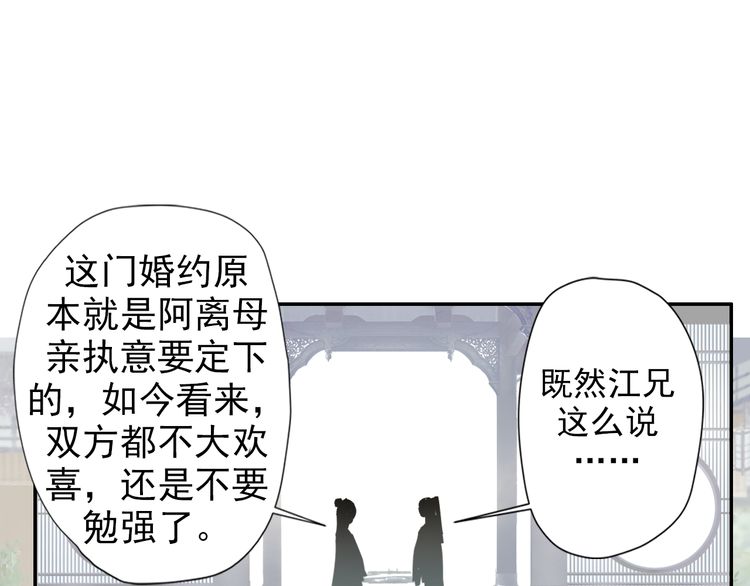 这门婚约原
本就是阿离母
亲执意要定下
的，如今看来，
双方都不大欢
喜，还是不要
勉强了。
既然江兄
这么说
……